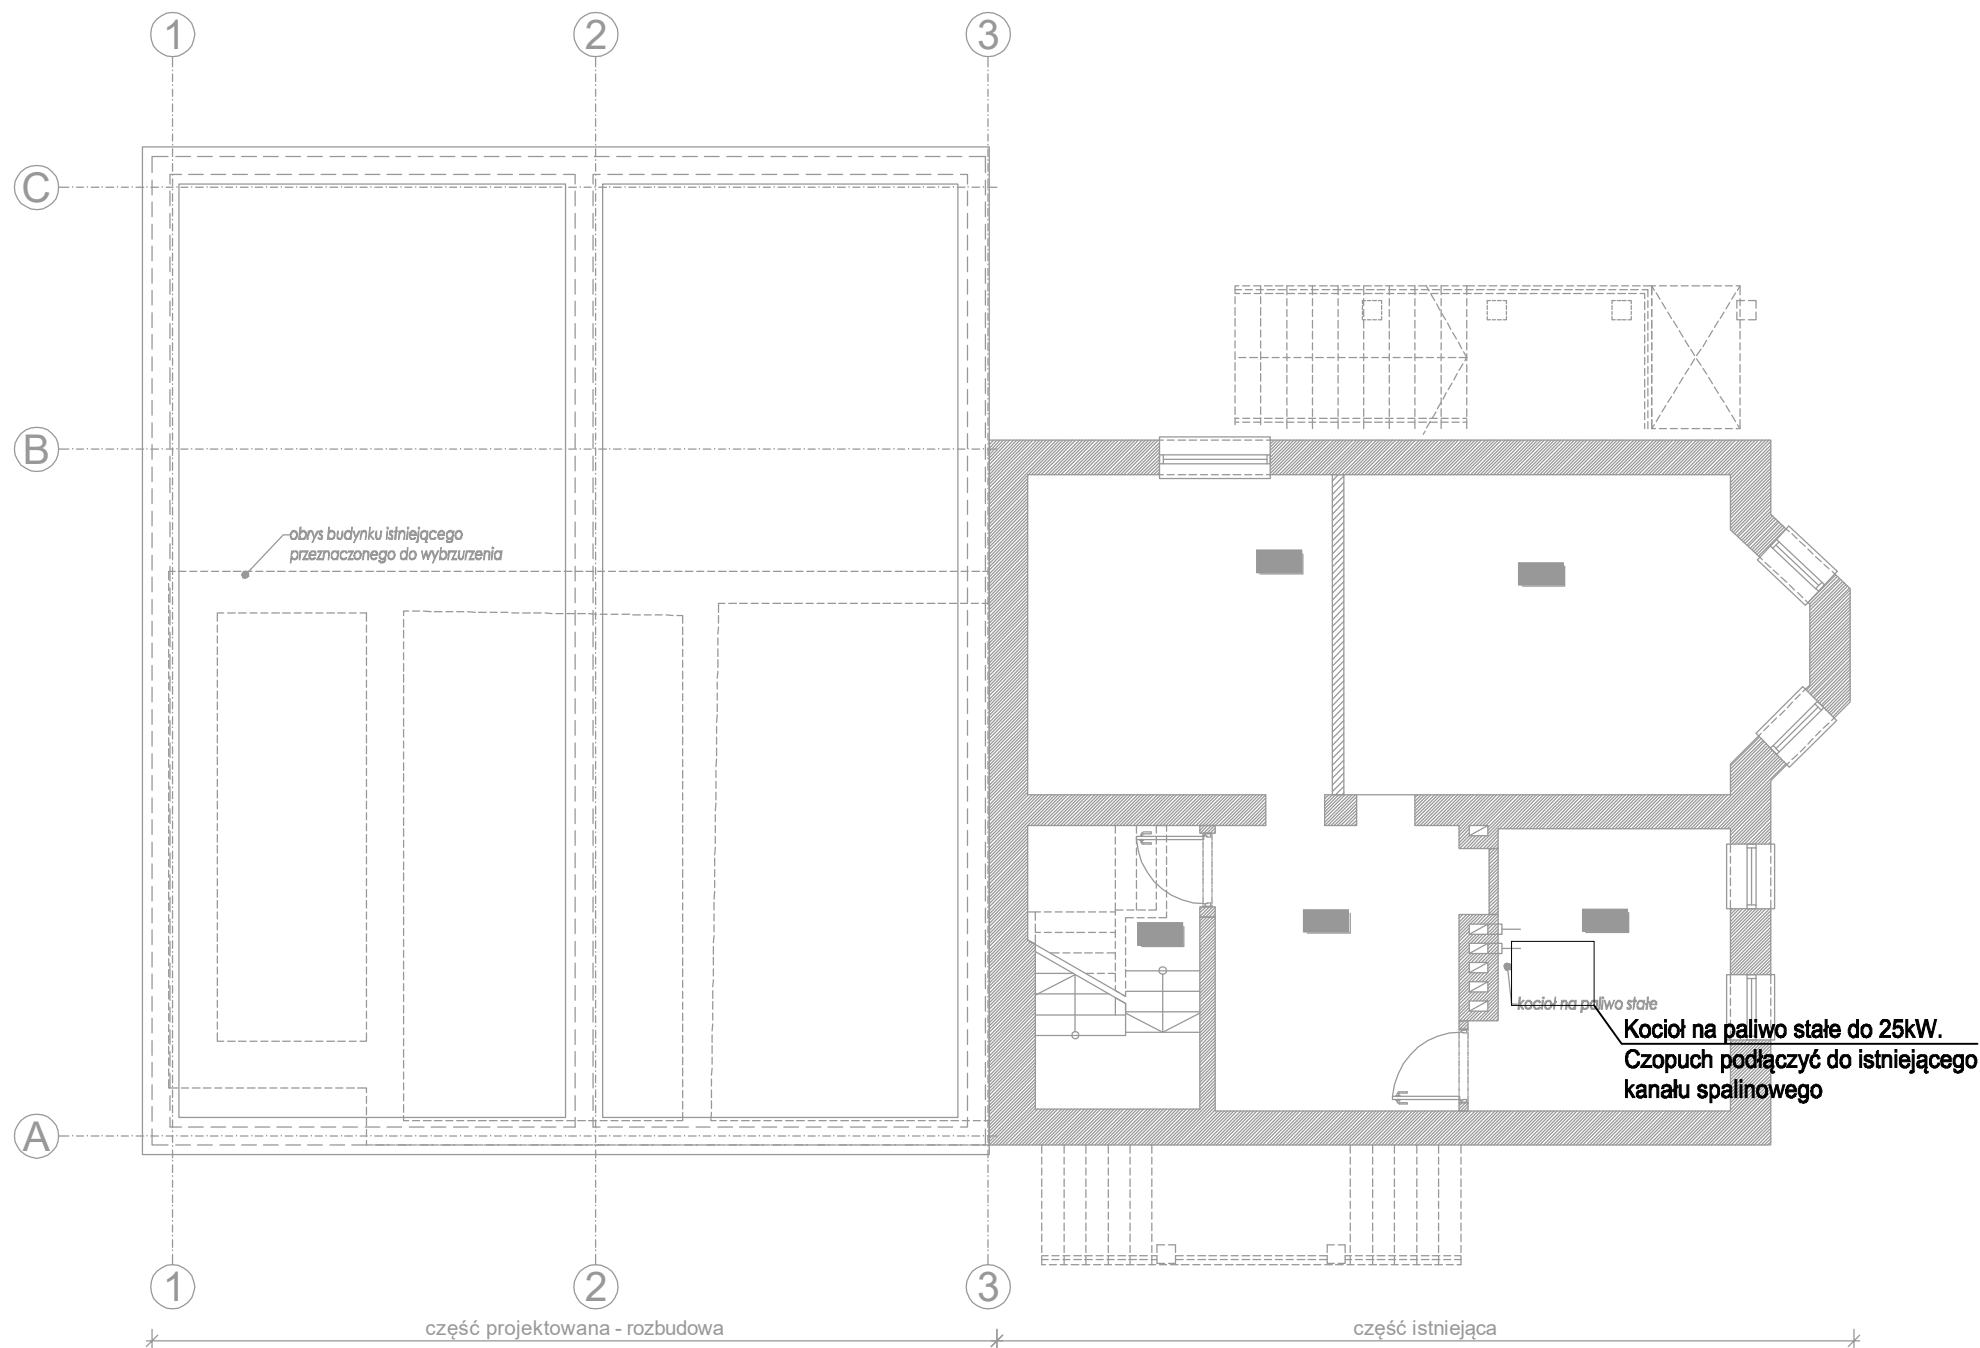 1
2
3
C
B
obrys budynku istniejącego
przeznaczonego do wybrzurzenia
kocioł na paliwo stałe
Kocioł na paliwo stałe do 25kW.
Czopuch podłączyć do istniejącego
kanału spalinowego
A
1
2
3
część projektowana - rozbudowa
część istniejąca